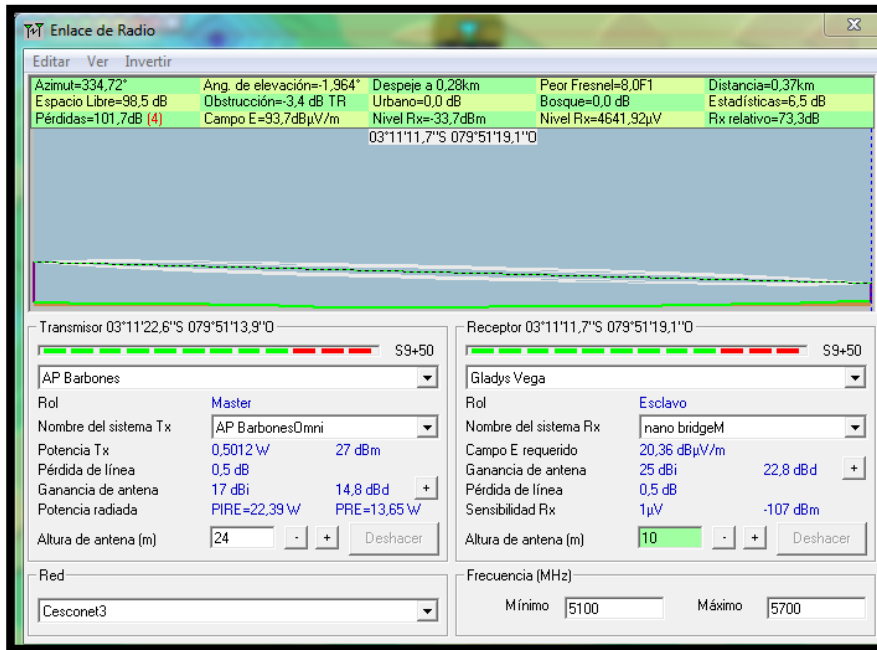 Enlace de Radio
Editar Ver Invertir
Azimut=334,72° Ang. de elevación=-1,964° Despeje a 0,28km Peor Fresnel=8,0F1 Distancia=0,37km
Espacio Libre=98,5 dB Obstrucción=-3,4 dB TR Urbano=0,0 dB Bosque=0,0 dB Estadísticas=6,5 dB
Pérdidas=101,7dB (4) Campo E=93,7dBµV/m Nivel Rx=-33,7dBm Nivel Rx=4641,92µV Rx relativo=73,3dB
03°11'11,7"S 079°51'19,1"O
Transmisor 03°11'22,6"S 079°51'13,9"O
S9+50
AP Barbones
Rol Master
Nombre del sistema Tx AP BarbonesOmni
Potencia Tx 0,5012 W 27 dBm
Pérdida de línea 0,5 dB
Ganancia de antena 17 dBi 14,8 dBd +
Potencia radiada PIRE=22,39 W PRE=13,65 W
Altura de antena (m) 24 - + Deshacer
Receptor 03°11'11,7"S 079°51'19,1"O
S9+50
Gladys Vega
Rol Esclavo
Nombre del sistema Rx nano bridgeM
Campo E requerido 20,36 dBµV/m
Ganancia de antena 25 dBi 22,8 dBd +
Pérdida de línea 0,5 dB
Sensibilidad Rx 1µV -107 dBm
Altura de antena (m) 10 - + Deshacer
Red
Cesconet3
Frecuencia (MHz)
Mínimo 5100 Máximo 5700